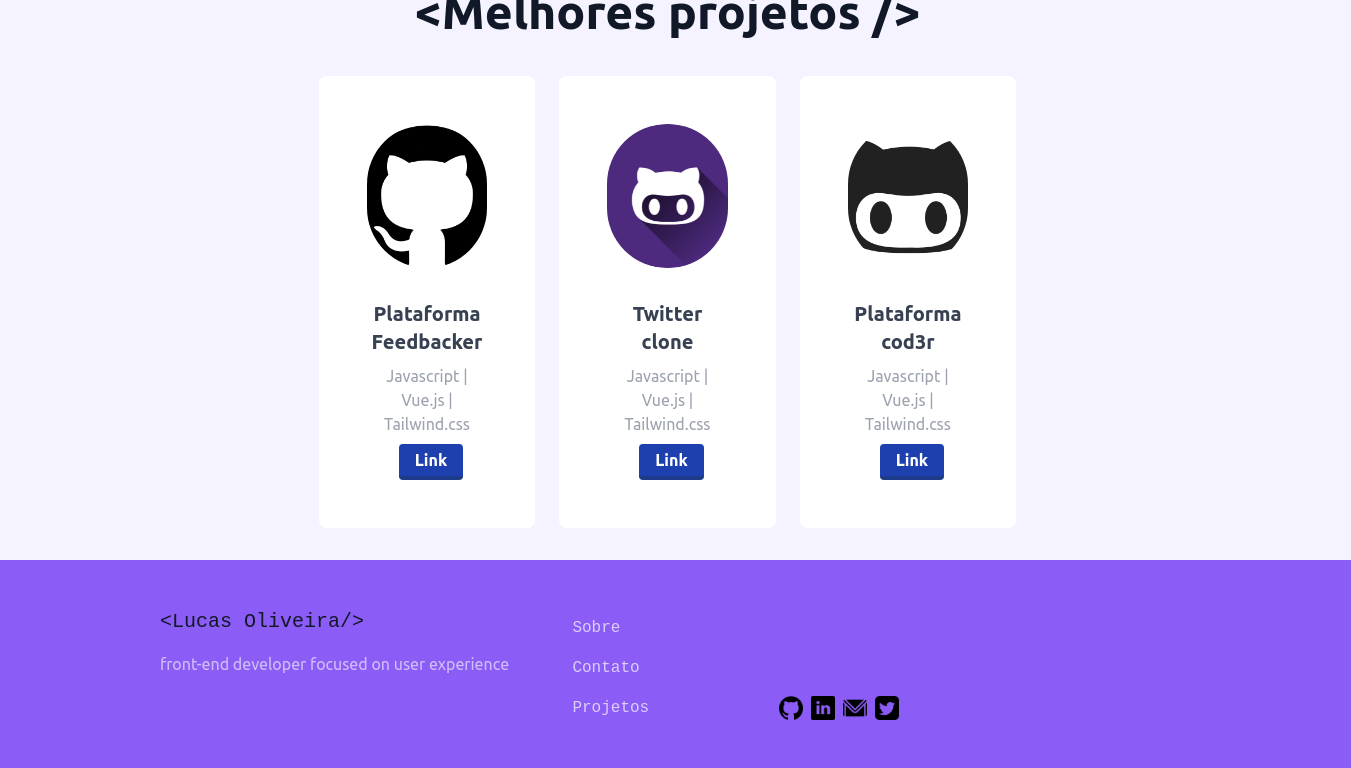 <Melhores projetos />
Plataforma
Feedbacker
Javascript |
Vue.js |
Tailwind.css
Link
Twitter
clone
Javascript |
Vue.js |
Tailwind.css
Link
Plataforma
cod3r
Javascript |
Vue.js |
Tailwind.css
Link
<Lucas Oliveira/>
front-end developer focused on user experience
Sobre
Contato
Projetos